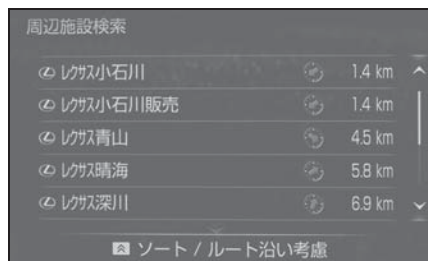 周辺施設検索
レクサス小石川 1.4 km
レクサス小石川販売 1.4 km
レクサス青山 4.5 km
レクサス晴海 5.8 km
レクサス深川 6.9 km
ソート / ルート沿い考慮